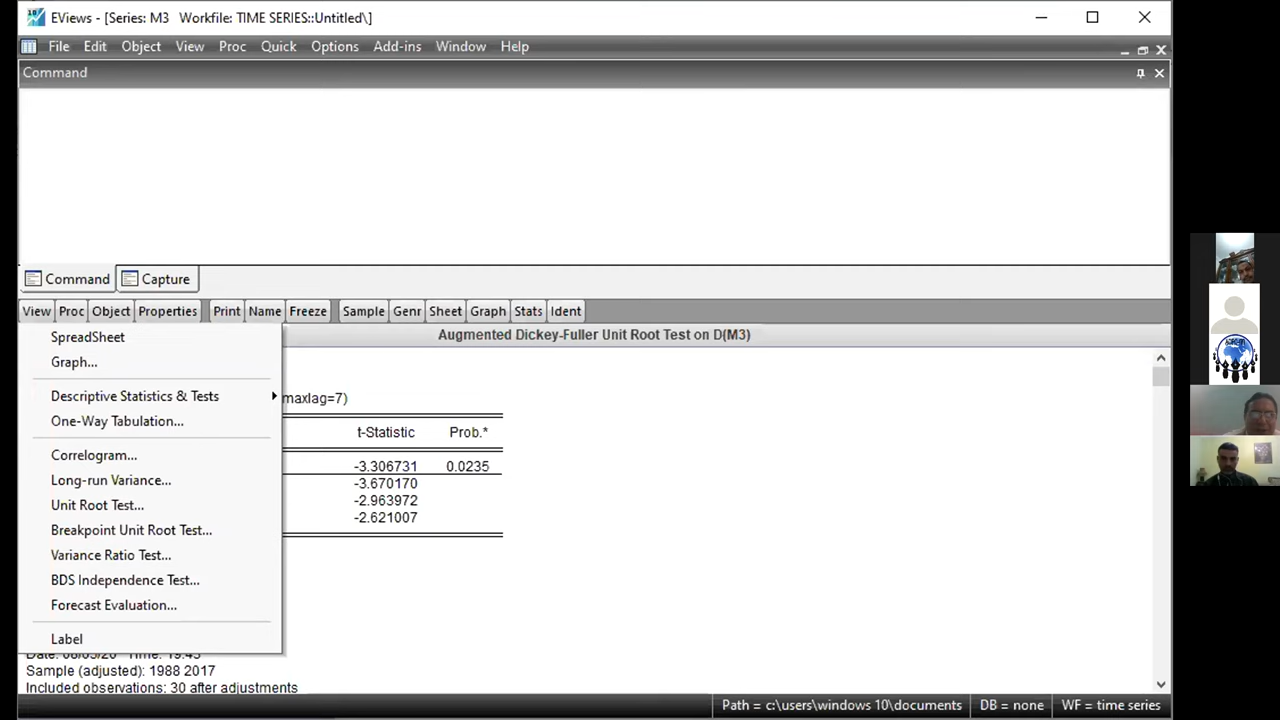 EViews - [Series: M3 Workfile: TIME SERIES::Untitled\]
File Edit Object View Proc Quick Options Add-ins Window Help
Command
Command Capture
View Proc Object Properties Print Name Freeze Sample Genr Sheet Graph Stats Ident
Augmented Dickey-Fuller Unit Root Test on D(M3)
SpreadSheet
Graph...
Descriptive Statistics & Tests
One-Way Tabulation...
Correlogram...
Long-run Variance...
Unit Root Test...
Breakpoint Unit Root Test...
Variance Ratio Test...
BDS Independence Test...
Forecast Evaluation...
Label
maxlag=7)
t-Statistic Prob.*
-3.306731 0.0235
-3.670170
-2.963972
-2.621007
Sample (adjusted): 1988 2017
Included observations: 30 after adjustments
Path = c:\users\windows 10\documents DB = none WF = time series